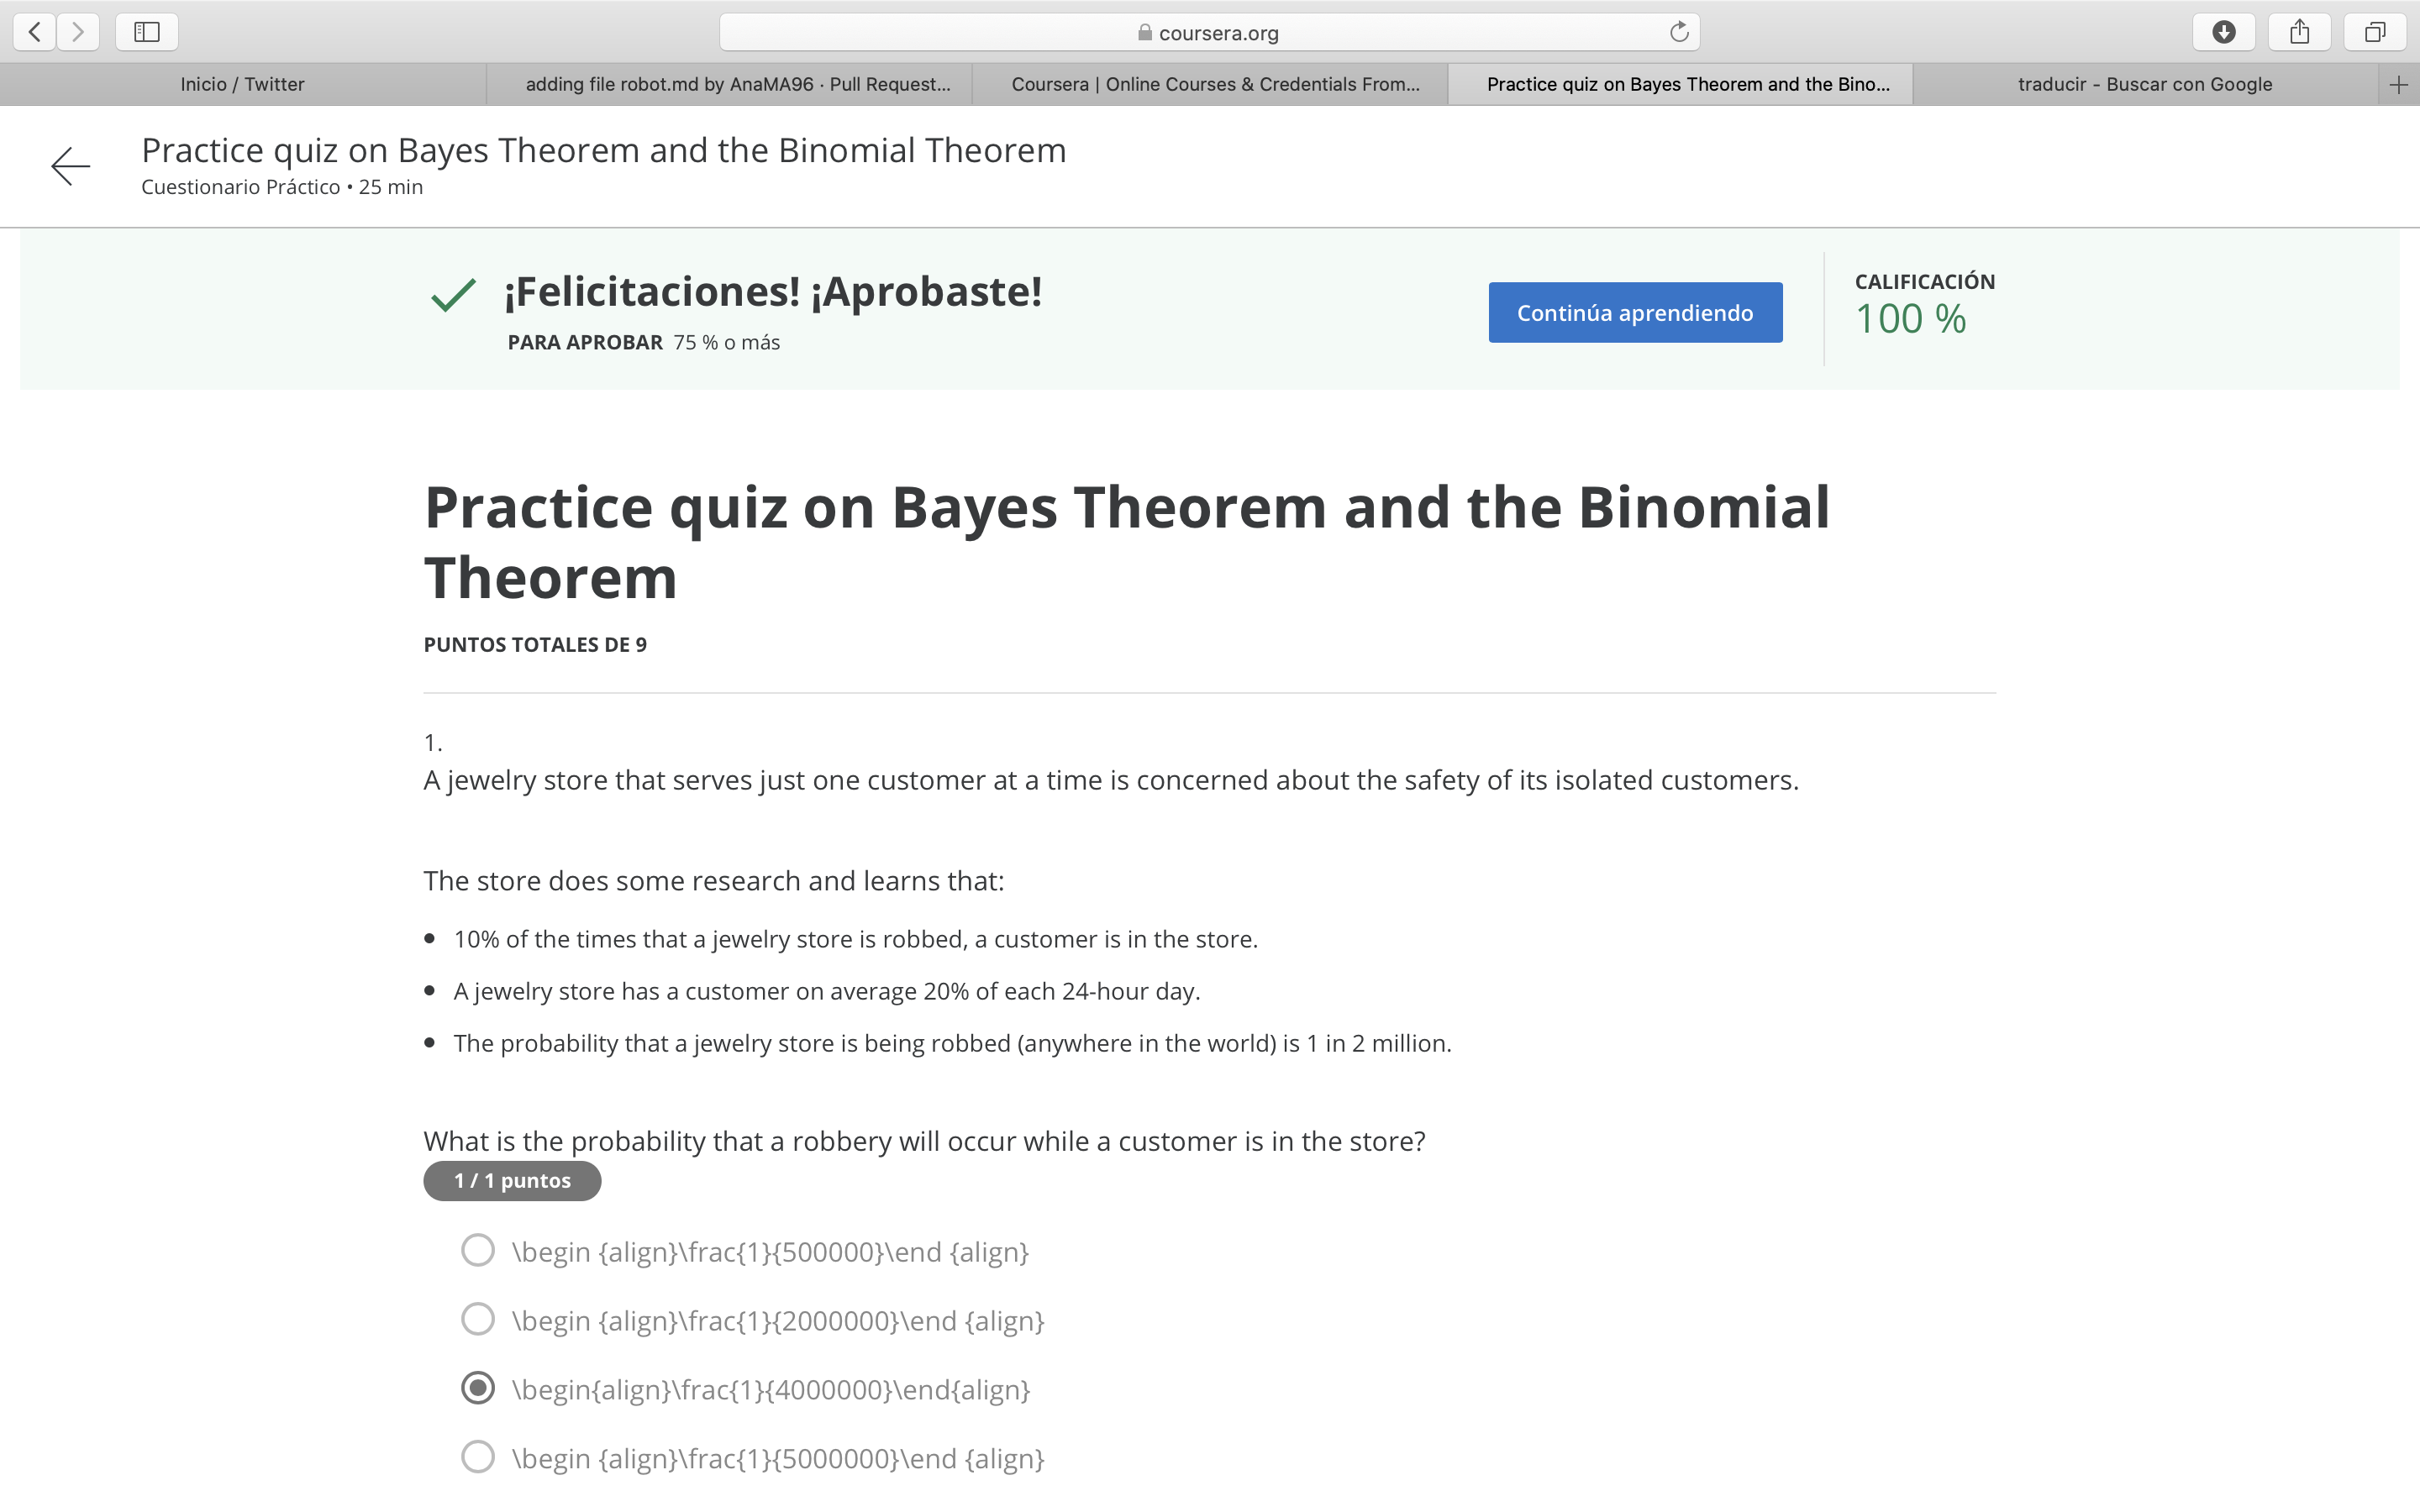 coursera.org
Inicio / Twitter
adding file robot.md by AnaMA96 · Pull Request...
Coursera | Online Courses & Credentials From...
Practice quiz on Bayes Theorem and the Bino...
traducir - Buscar con Google
Practice quiz on Bayes Theorem and the Binomial Theorem
Cuestionario Práctico • 25 min
¡Felicitaciones! ¡Aprobaste!
PARA APROBAR 75 % o más
Continúa aprendiendo
CALIFICACIÓN
100 %
Practice quiz on Bayes Theorem and the Binomial
Theorem
PUNTOS TOTALES DE 9
1.
A jewelry store that serves just one customer at a time is concerned about the safety of its isolated customers.
The store does some research and learns that:
• 10% of the times that a jewelry store is robbed, a customer is in the store.
• A jewelry store has a customer on average 20% of each 24-hour day.
• The probability that a jewelry store is being robbed (anywhere in the world) is 1 in 2 million.
What is the probability that a robbery will occur while a customer is in the store?
1 / 1 puntos
\begin {align}\frac{1}{500000}\end {align}
\begin {align}\frac{1}{2000000}\end {align}
\begin{align}\frac{1}{4000000}\end{align}
\begin {align}\frac{1}{5000000}\end {align}